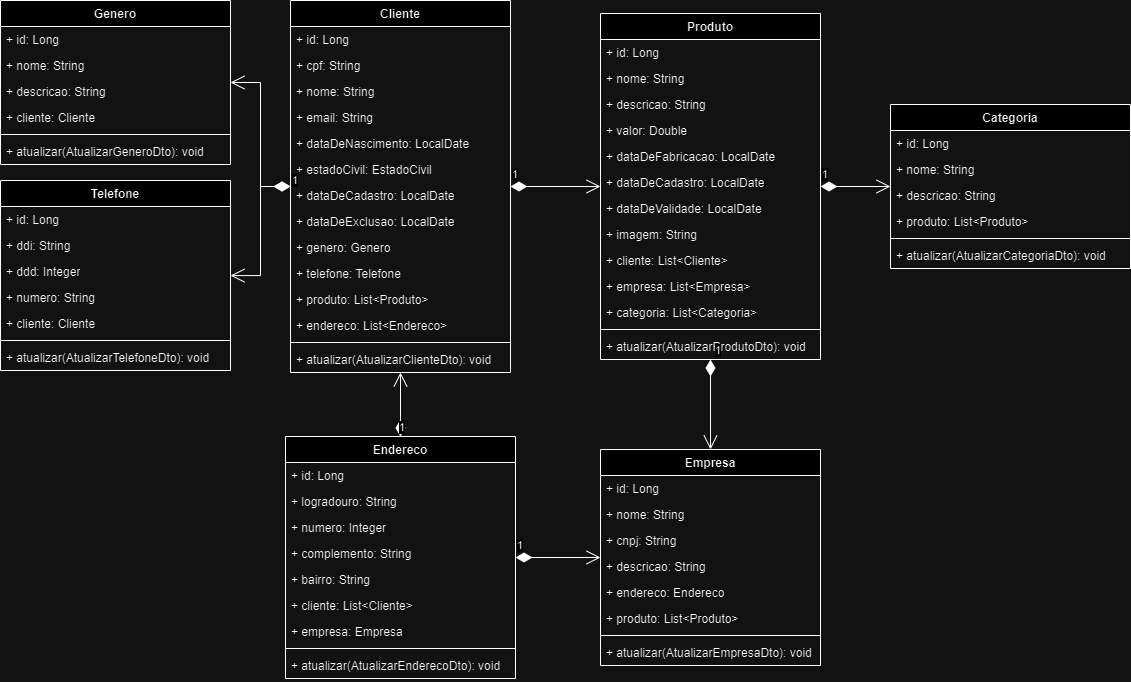 Genero
+ id: Long
+ nome: String
+ descricao: String
+ cliente: Cliente
+ atualizar(AtualizarGeneroDto): void
Telefone
+ id: Long
+ ddi: String
+ ddd: Integer
+ numero: String
+ cliente: Cliente
+ atualizar(AtualizarTelefoneDto): void
1
Cliente
+ id: Long
+ cpf: String
+ nome: String
+ email: String
+ dataDeNascimento: LocalDate
+ estadoCivil: EstadoCivil
+ dataDeCadastro: LocalDate
+ dataDeExclusao: LocalDate
+ genero: Genero
+ telefone: Telefone
+ produto: List<Produto>
+ endereco: List<Endereco>
+ atualizar(AtualizarClienteDto): void
1
Produto
+ id: Long
+ nome: String
+ descricao: String
+ valor: Double
+ dataDeFabricacao: LocalDate
+ dataDeCadastro: LocalDate
+ dataDeValidade: LocalDate
+ imagem: String
+ cliente: List<Cliente>
+ empresa: List<Empresa>
+ categoria: List<Categoria>
+ atualizar(AtualizarProdutoDto): void
1
1
Categoria
+ id: Long
+ nome: String
+ descricao: String
+ produto: List<Produto>
+ atualizar(AtualizarCategoriaDto): void
1
Endereco
+ id: Long
+ logradouro: String
+ numero: Integer
+ complemento: String
+ bairro: String
+ cliente: List<Cliente>
+ empresa: Empresa
+ atualizar(AtualizarEnderecoDto): void
1
Empresa
+ id: Long
+ nome: String
+ cnpj: String
+ descricao: String
+ endereco: Endereco
+ produto: List<Produto>
+ atualizar(AtualizarEmpresaDto): void